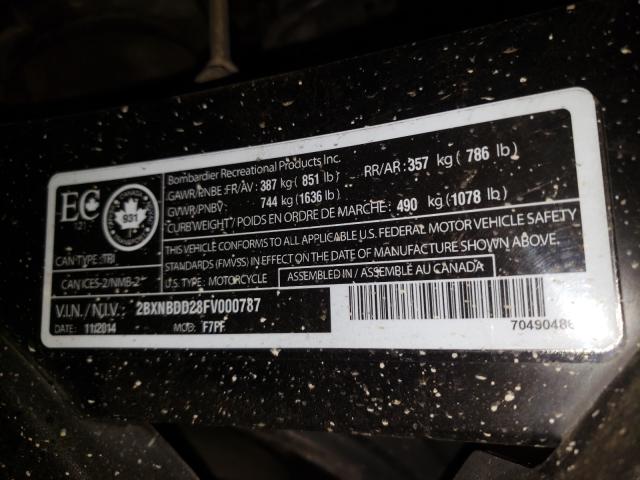 Bombardier Recreational Products Inc.
GAWR/PNBE: FR/AV: 387 kg ( 851 lb) RR/AR: 357 kg ( 786 lb)
GVWR/PNBV: 744 kg ( 1636 lb)
CURB WEIGHT / POIDS EN ORDRE DE MARCHE: 490 kg ( 1078 lb)
THIS VEHICLE CONFORMS TO ALL APPLICABLE U.S. FEDERAL MOTOR VEHICLE SAFETY
STANDARDS (FMVSS) IN EFFECT ON THE DATE OF MANUFACTURE SHOWN ABOVE.
U.S. TYPE: MOTORCYCLE ASSEMBLED IN / ASSEMBLÉ AU CANADA
EC
121
931
CAN TYPE: TRI
CAN ICES-2/NMB-2
V.I.N. / N.I.V.: 2BXNBDD28FV000787
DATE: 11/2014 MOD: F7PF
7049048